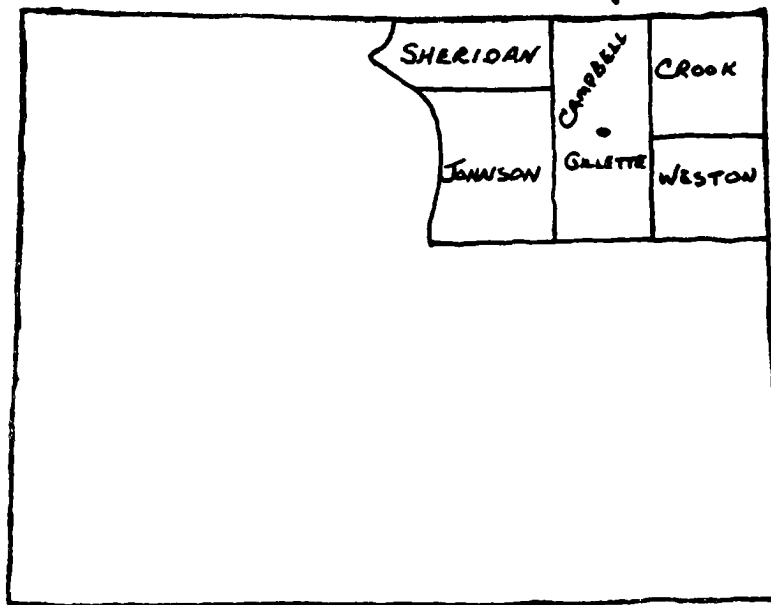 SHERIDAN
CAMPBELL
CROOK
JOHNSON
GILLETTE
WESTON